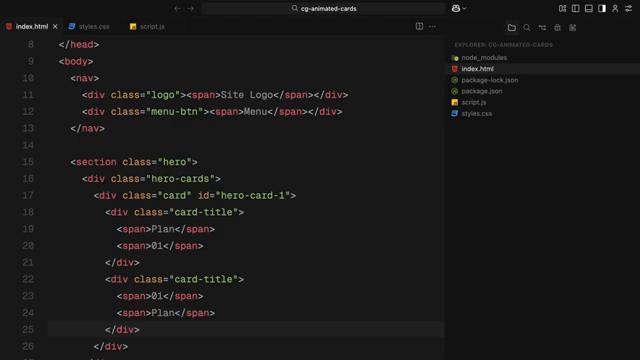 cg-animated-cards
index.html
styles.css
script.js
EXPLORER: CG-ANIMATED-CARDS
node_modules
index.html
package-lock.json
package.json
script.js
styles.css
8 </head>
9 <body>
10 <nav>
11 <div class="logo"><span>Site Logo</span></div>
12 <div class="menu-btn"><span>Menu</span></div>
13 </nav>
14
15 <section class="hero">
16 <div class="hero-cards">
17 <div class="card" id="hero-card-1">
18 <div class="card-title">
19 <span>Plan</span>
20 <span>01</span>
21 </div>
22 <div class="card-title">
23 <span>01</span>
24 <span>Plan</span>
25 </div>
26 </div>